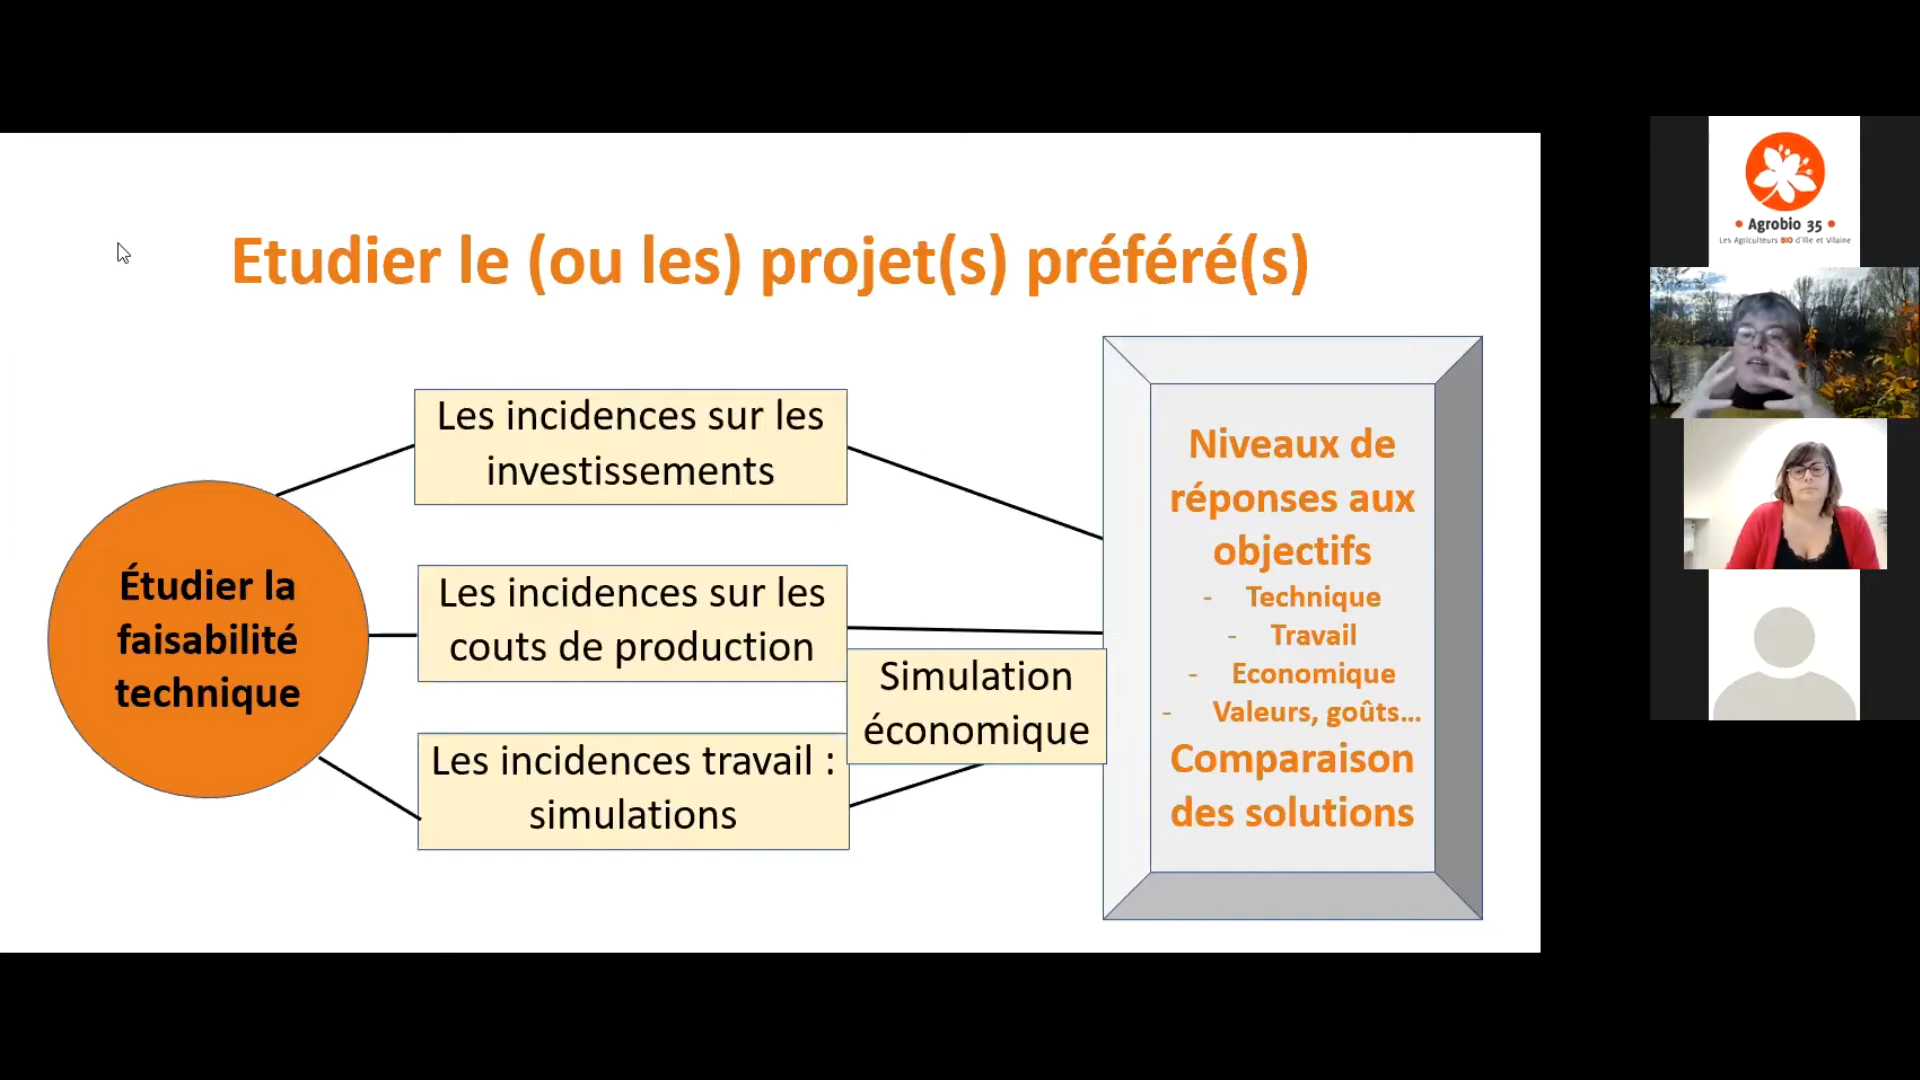 Etudier le (ou les) projet(s) préféré(s)
Étudier la
faisabilité
technique
Les incidences sur les
investissements
Les incidences sur les
couts de production
Les incidences travail :
simulations
Simulation
économique
Niveaux de
réponses aux
objectifs
- Technique
- Travail
- Economique
- Valeurs, goûts...
Comparaison
des solutions
• Agrobio 35 •
Les Agriculteurs BIO d'Ille et Vilaine